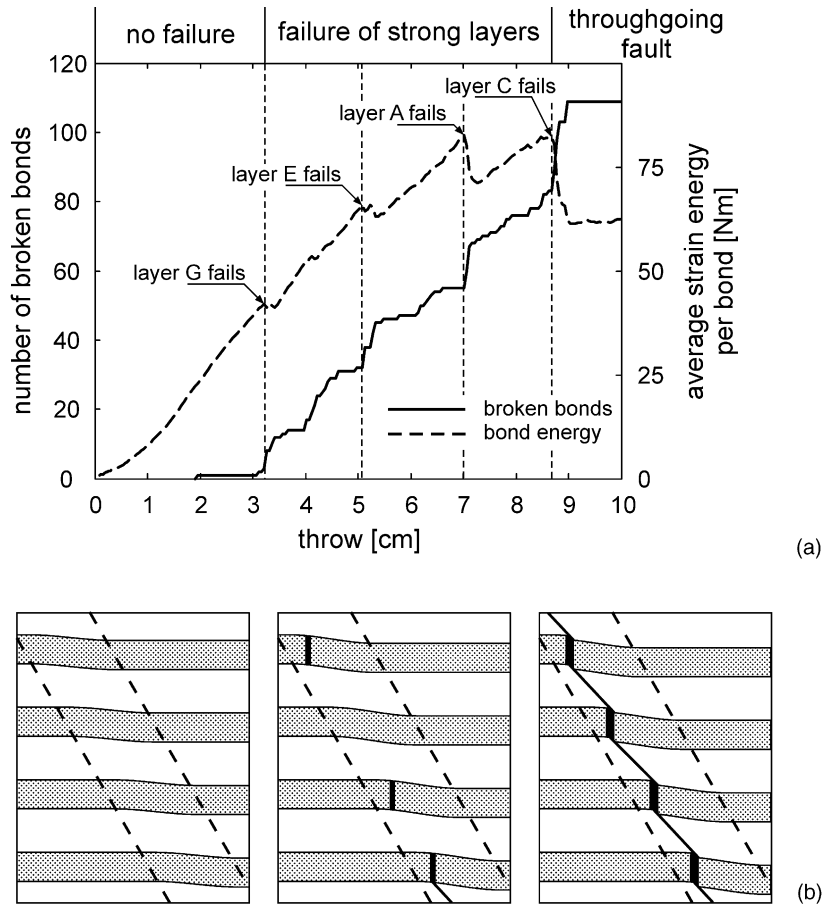 no failure
failure of strong layers
throughgoing
fault
number of broken bonds
120
100
80
60
40
20
0
layer C fails
layer A fails
layer E fails
layer G fails
broken bonds
bond energy
75
50
25
0
average strain energy
per bond [Nm]
0 1 2 3 4 5 6 7 8 9 10
throw [cm]
(a)
(b)